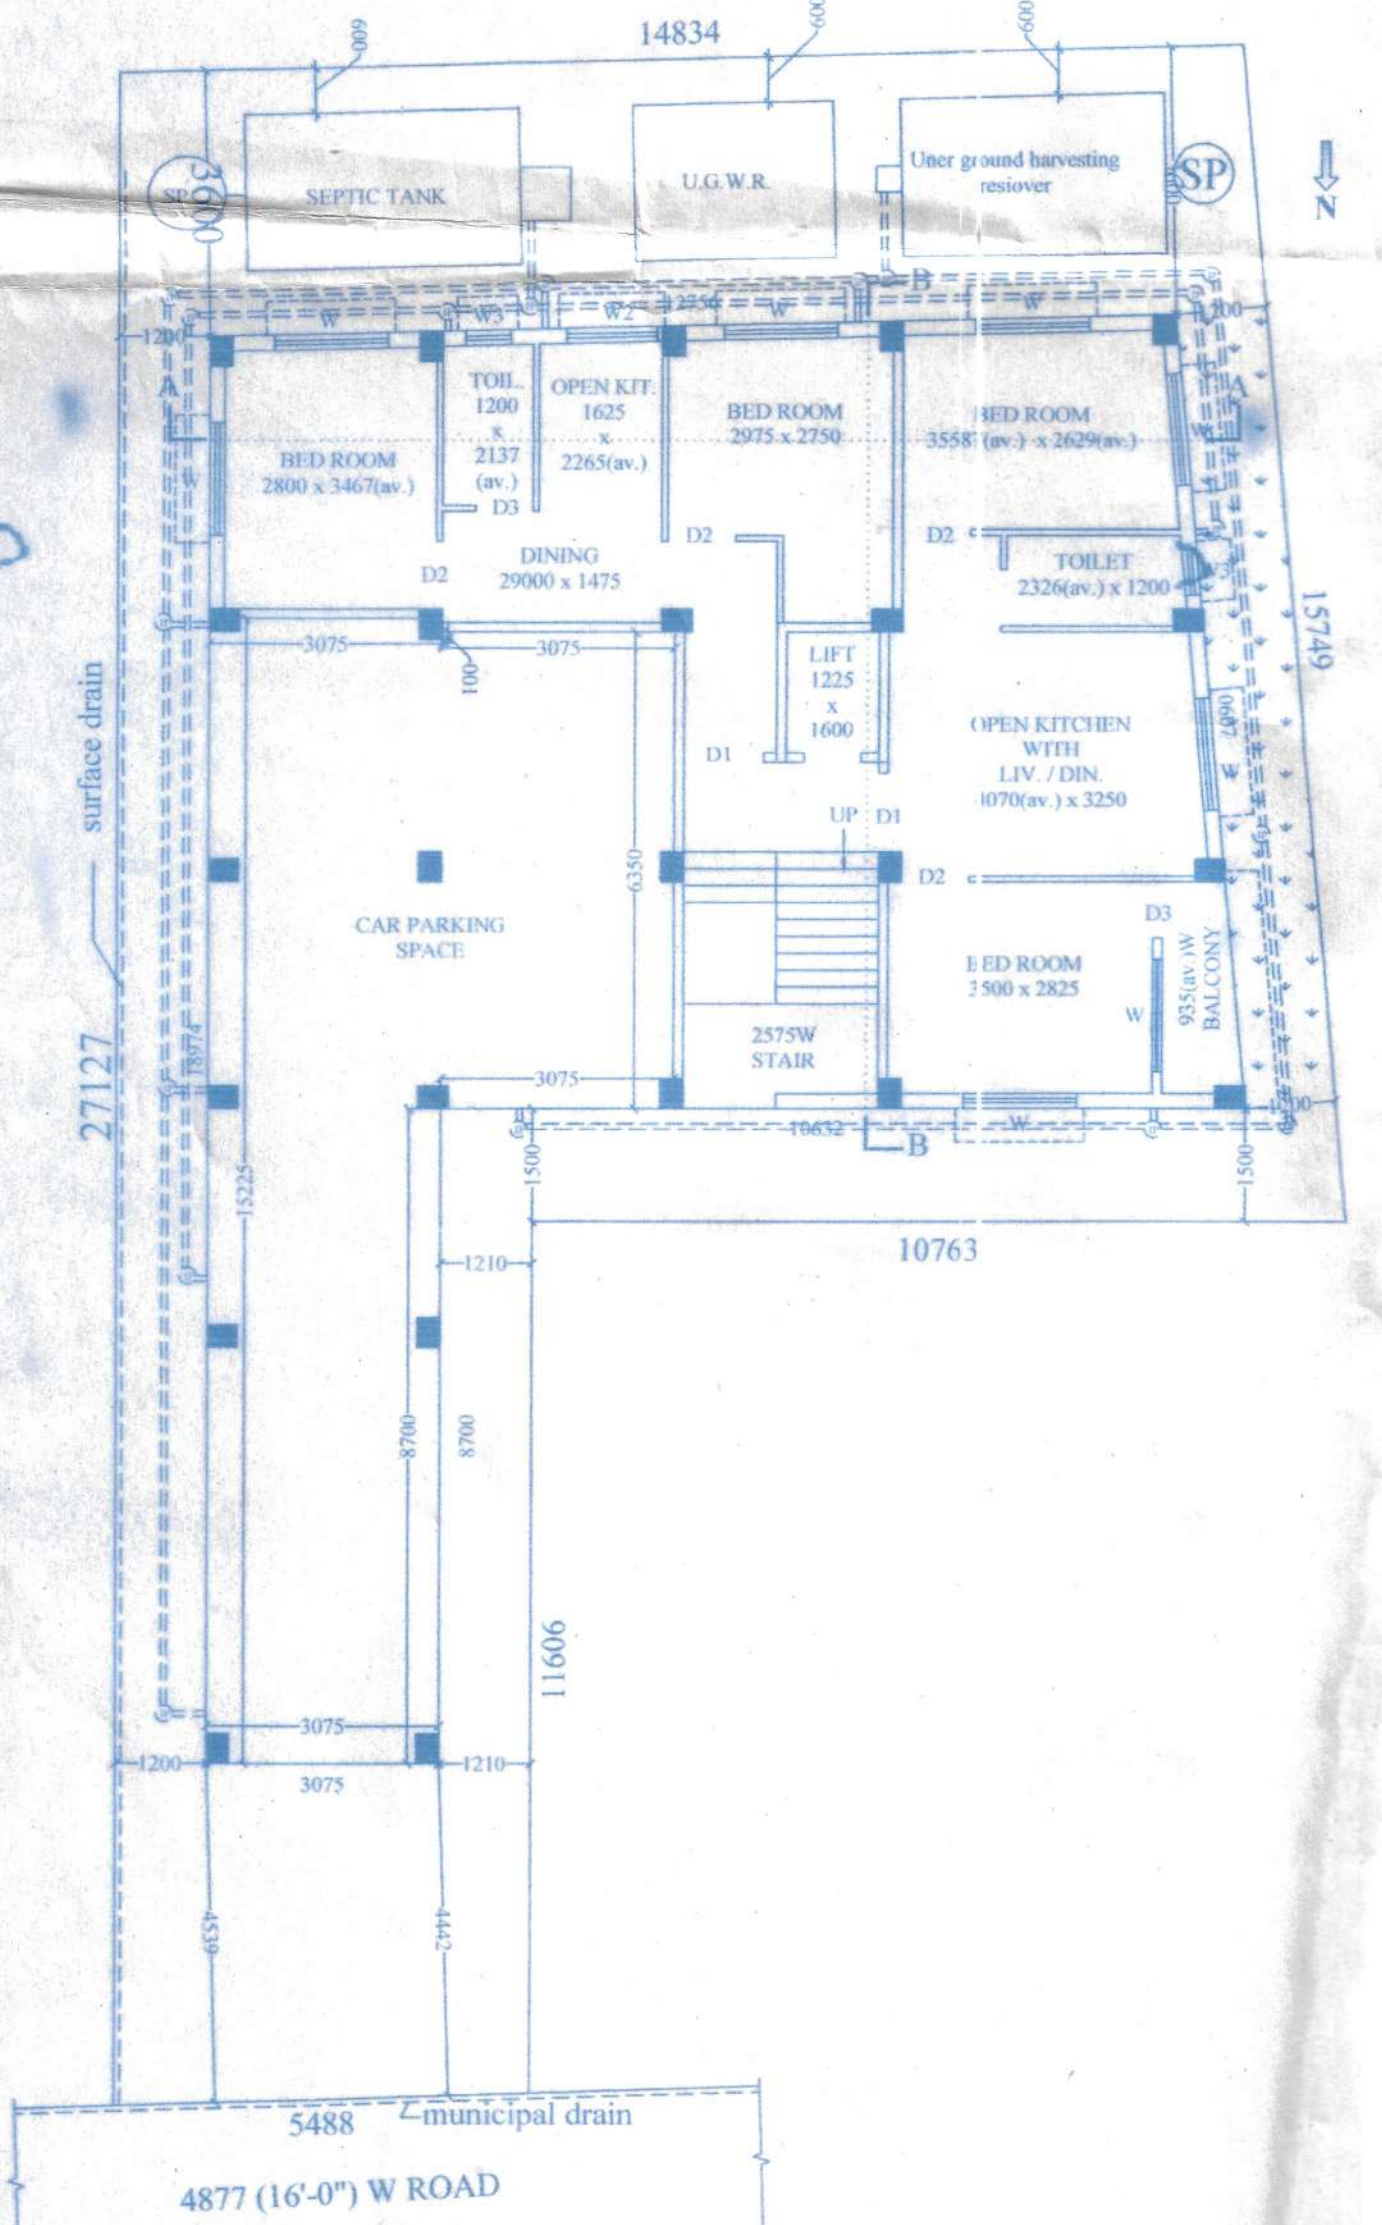 14834
600
600
600
3600
SP
SEPTIC TANK
U.G.W.R.
Uner ground harvesting
resiover
SP
N
B
W
W3
W2
W
W
1200
1200
A
A
TOIL.
1200
x
2137
(av.)
OPEN KIT.
1625
x
2265(av.)
BED ROOM
2975 x 2750
BED ROOM
3558 (av.) x 2629(av.)
W
BED ROOM
2800 x 3467(av.)
W
D3
D2
D2
DINING
29000 x 1475
D2
TOILET
2326(av.) x 1200
15749
3075
3075
001
LIFT
1225
x
1600
surface drain
OPEN KITCHEN
WITH
LIV. / DIN.
4070(av.) x 3250
W
D1
UP
D1
6350
D2
CAR PARKING
SPACE
D3
BED ROOM
3500 x 2825
W
935(av.)W
BALCONY
2575W
STAIR
27127
18974
3075
10632
B
W
15225
1500
1500
10763
1210
8700
8700
11606
3075
1200
1210
3075
4539
4442
5488
municipal drain
4877 (16'-0") W ROAD